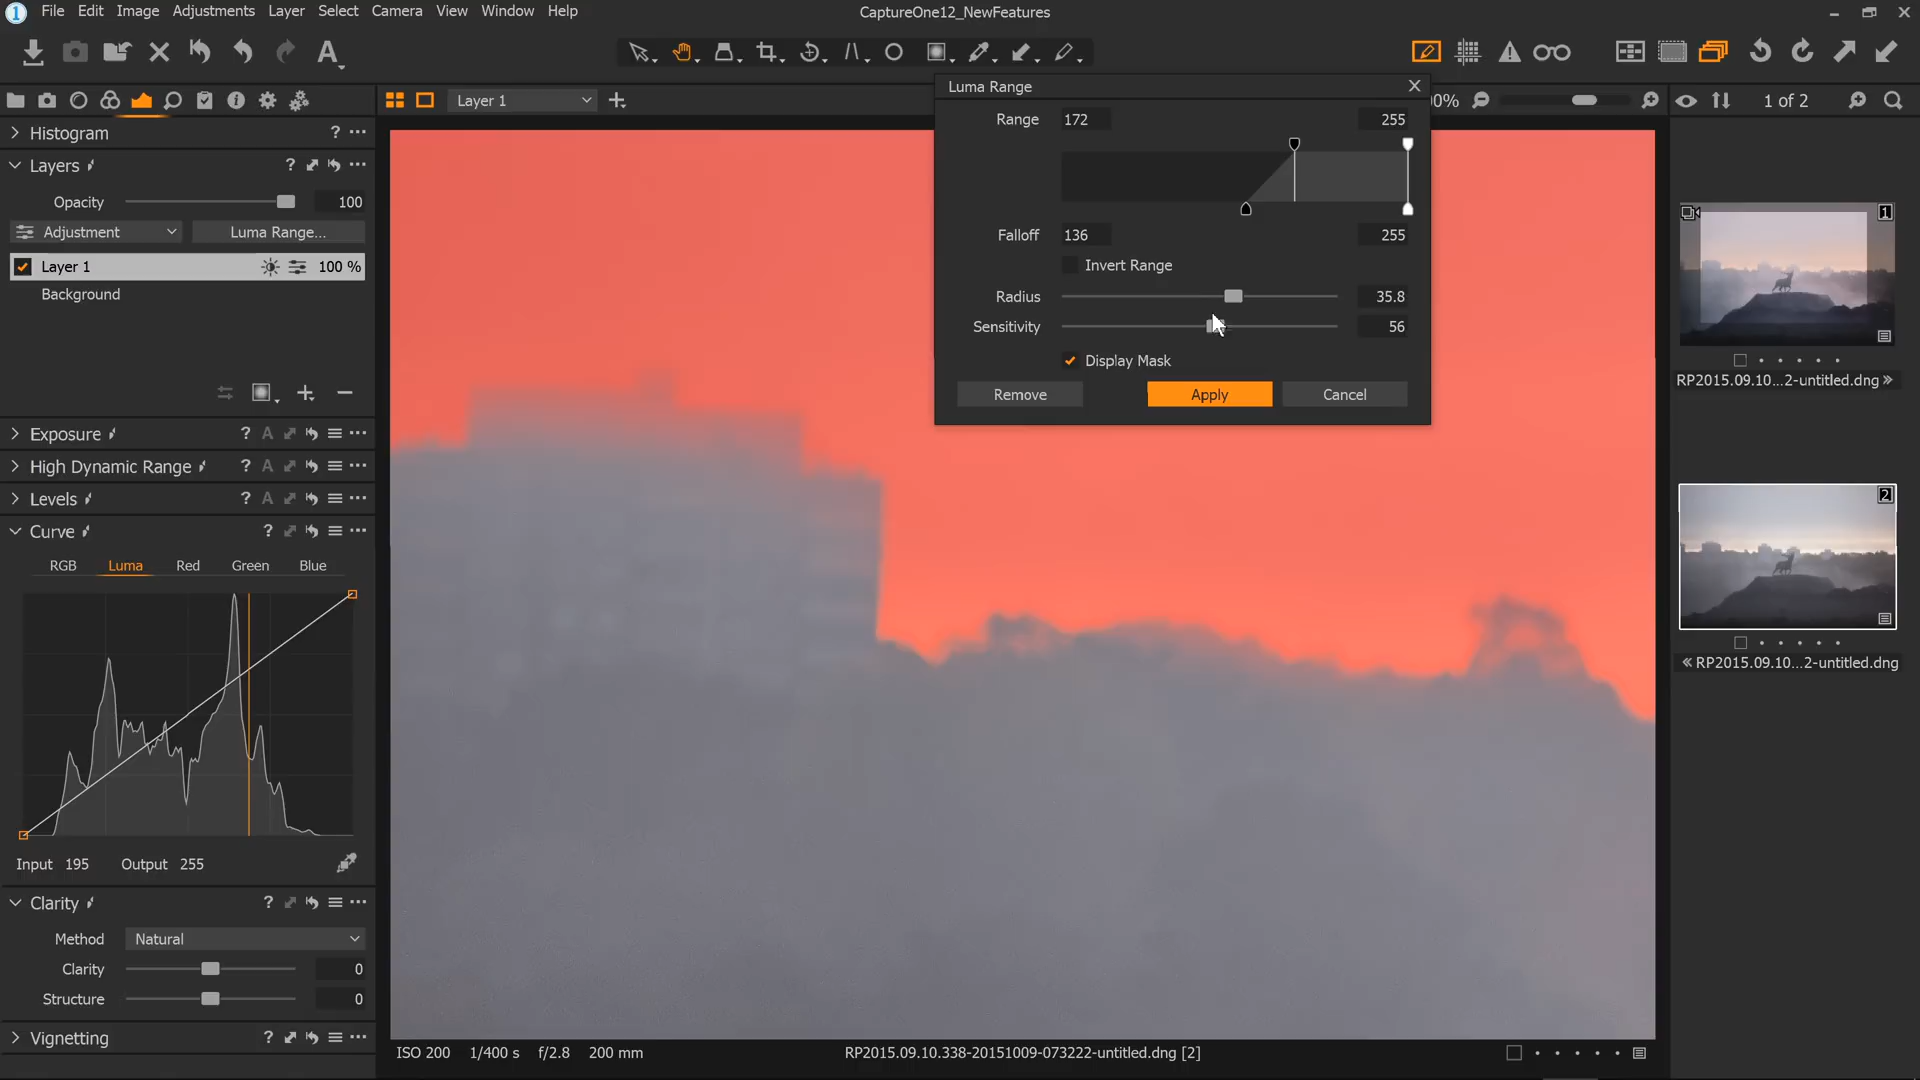 File Edit Image Adjustments Layer Select Camera View Window Help
CaptureOne12_NewFeatures
Layer 1
1 of 2
Histogram
Layers
Opacity 100
Adjustment Luma Range...
Layer 1 100 %
Background
Exposure
High Dynamic Range
Levels
Curve
RGB Luma Red Green Blue
Input 195 Output 255
Clarity
Method Natural
Clarity 0
Structure 0
Vignetting
Luma Range
Range 172 255
Falloff 136 255
Invert Range
Radius 35.8
Sensitivity 56
Display Mask
Remove Apply Cancel
1
RP2015.09.10...2-untitled.dng
2
RP2015.09.10...2-untitled.dng
ISO 200 1/400 s f/2.8 200 mm
RP2015.09.10.338-20151009-073222-untitled.dng [2]